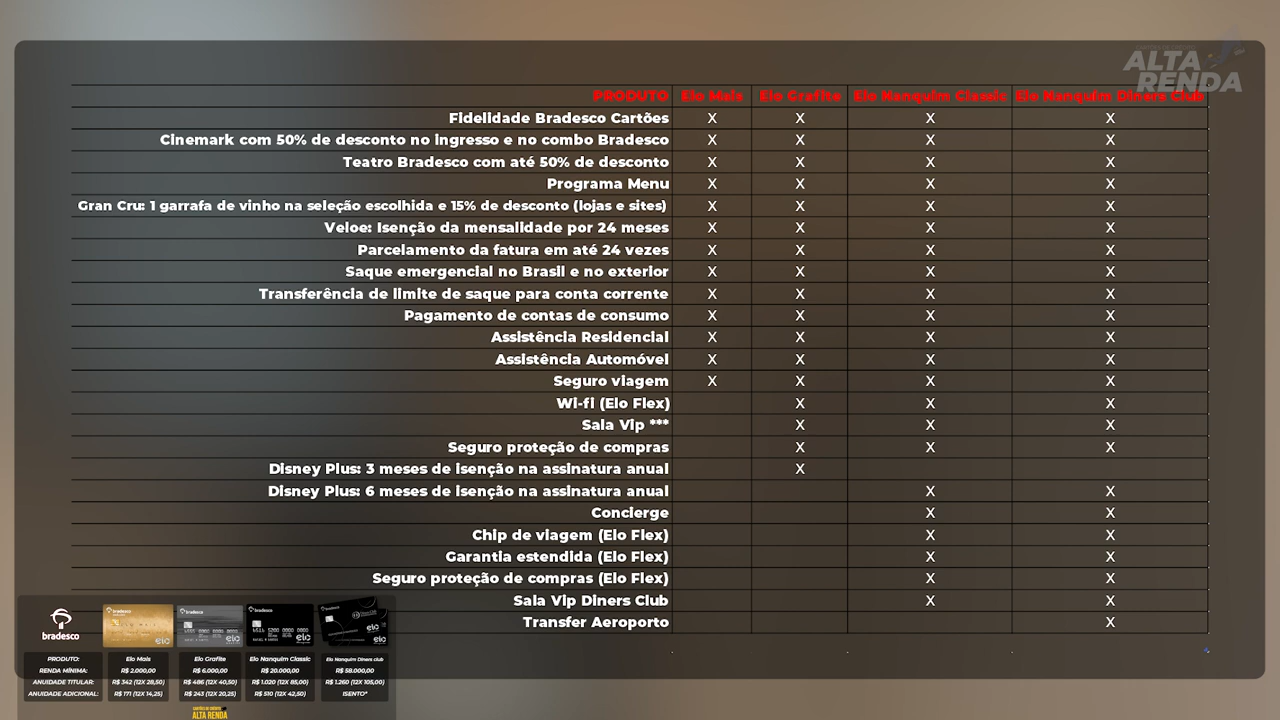 ALTA
RENDA
PRODUTO Elo Mais Elo Grafite Elo Nanquim Classic Elo Nanquim Diners Club
Fidelidade Bradesco Cartões X X X X
Cinemark com 50% de desconto no ingresso e no combo Bradesco X X X X
Teatro Bradesco com até 50% de desconto X X X X
Programa Menu X X X X
Gran Cru: 1 garrafa de vinho na seleção escolhida e 15% de desconto (lojas e sites) X X X X
Veloe: Isenção da mensalidade por 24 meses X X X X
Parcelamento da fatura em até 24 vezes X X X X
Saque emergencial no Brasil e no exterior X X X X
Transferência de limite de saque para conta corrente X X X X
Pagamento de contas de consumo X X X X
Assistência Residencial X X X X
Assistência Automóvel X X X X
Seguro viagem X X X X
Wi-fi (Elo Flex) X X X
Sala Vip *** X X X
Seguro proteção de compras X X X
Disney Plus: 3 meses de isenção na assinatura anual X
Disney Plus: 6 meses de isenção na assinatura anual X X
Concierge X X
Chip de viagem (Elo Flex) X X
Garantia estendida (Elo Flex) X X
Seguro proteção de compras (Elo Flex) X X
Sala Vip Diners Club X X
Transfer Aeroporto X
bradesco bradesco elo bradesco elo bradesco elo bradesco elo
PRODUTO: Elo Mais Elo Grafite Elo Nanquim Classic Elo Nanquim Diners club
RENDA MÍNIMA: R$ 2.000,00 R$ 6.000,00 R$ 20.000,00 R$ 58.000,00
ANUIDADE TITULAR: R$ 342 (12X 28,50) R$ 486 (12X 40,50) R$ 1.020 (12X 85,00) R$ 1.260 (12X 105,00)
ANUIDADE ADICIONAL: R$ 171 (12X 14,25) R$ 243 (12X 20,25) R$ 510 (12X 42,50) ISENTO*
ALTA RENDA